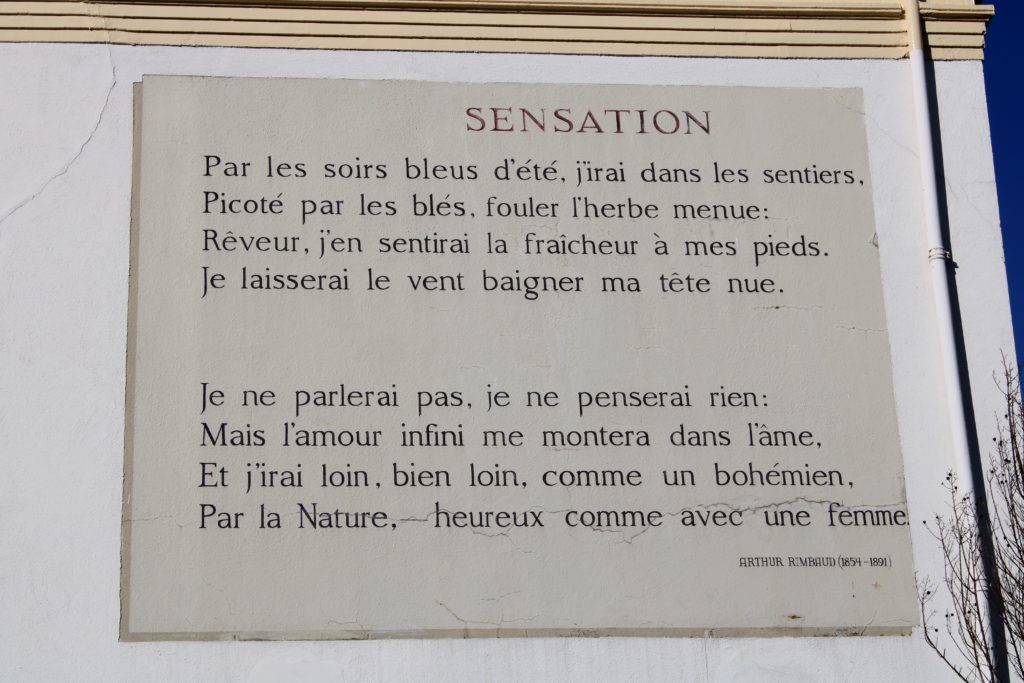 SENSATION
Par les soirs bleus d'été, j'irai dans les sentiers,
Picoté par les blés, fouler l'herbe menue:
Rêveur, j'en sentirai la fraîcheur à mes pieds.
Je laisserai le vent baigner ma tête nue.
Je ne parlerai pas, je ne penserai rien:
Mais l'amour infini me montera dans l'âme,
Et j'irai loin, bien loin, comme un bohémien,
Par la Nature,—heureux comme avec une femme.
ARTHUR RIMBAUD (1854-1891)